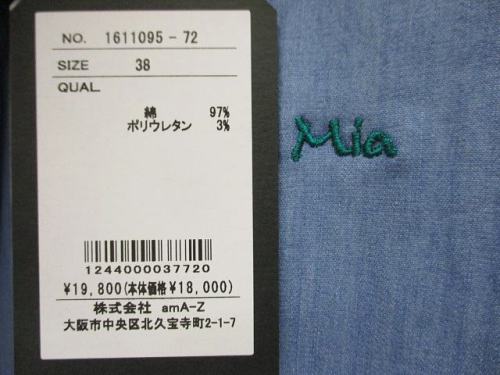 NO. 1611095-72
SIZE 38
QUAL
綿 97%
ポリウレタン 3%
1244000037720
¥19,800(本体価格¥18,000)
株式会社 amA-Z
大阪市中央区北久宝寺町2-1-7
Mia